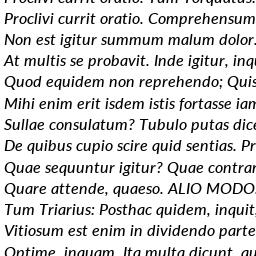 Proclivi currit oratio. Tum Torquatus:
Proclivi currit oratio. Comprehensum
Non est igitur summum malum dolor.
At multis se probavit. Inde igitur, inqu
Quod equidem non reprehendo; Quis
Mihi enim erit isdem istis fortasse iam
Sullae consulatum? Tubulo putas dice
De quibus cupio scire quid sentias. Pr
Quae sequuntur igitur? Quae contrar
Quare attende, quaeso. ALIO MODO.
Tum Triarius: Posthac quidem, inquit,
Vitiosum est enim in dividendo parte
Optime, inquam. Ita multa dicunt, qu